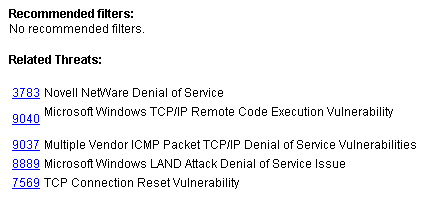 Recommended filters:
No recommended filters.
Related Threats:
3783 Novell NetWare Denial of Service
9040 Microsoft Windows TCP/IP Remote Code Execution Vulnerability
9037 Multiple Vendor ICMP Packet TCP/IP Denial of Service Vulnerabilities
8889 Microsoft Windows LAND Attack Denial of Service Issue
7569 TCP Connection Reset Vulnerability